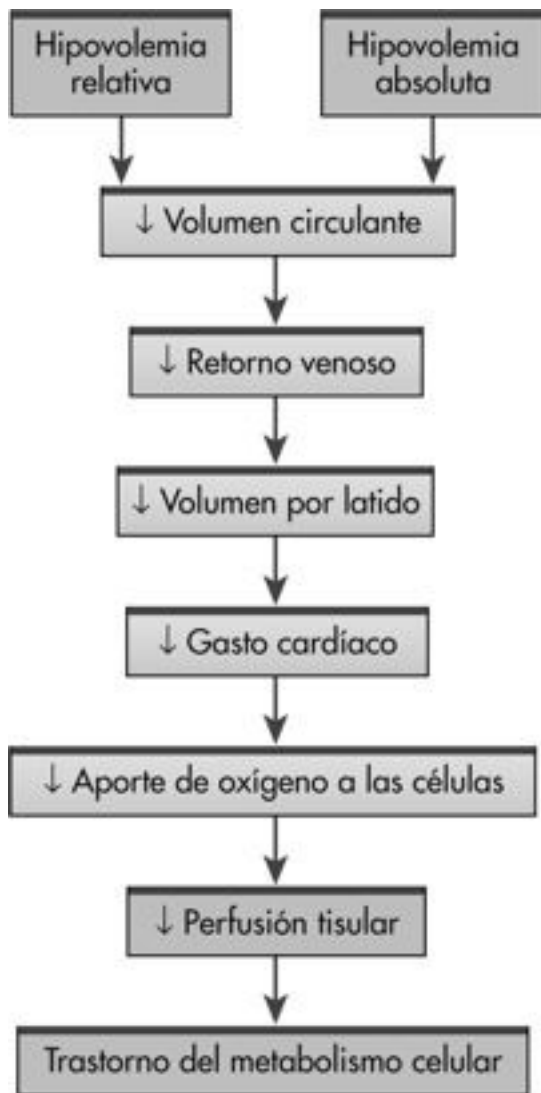 Hipovolemia
relativa
Hipovolemia
absoluta
↓ Volumen circulante
↓ Retorno venoso
↓ Volumen por latido
↓ Gasto cardíaco
↓ Aporte de oxígeno a las células
↓ Perfusión tisular
Trastorno del metabolismo celular